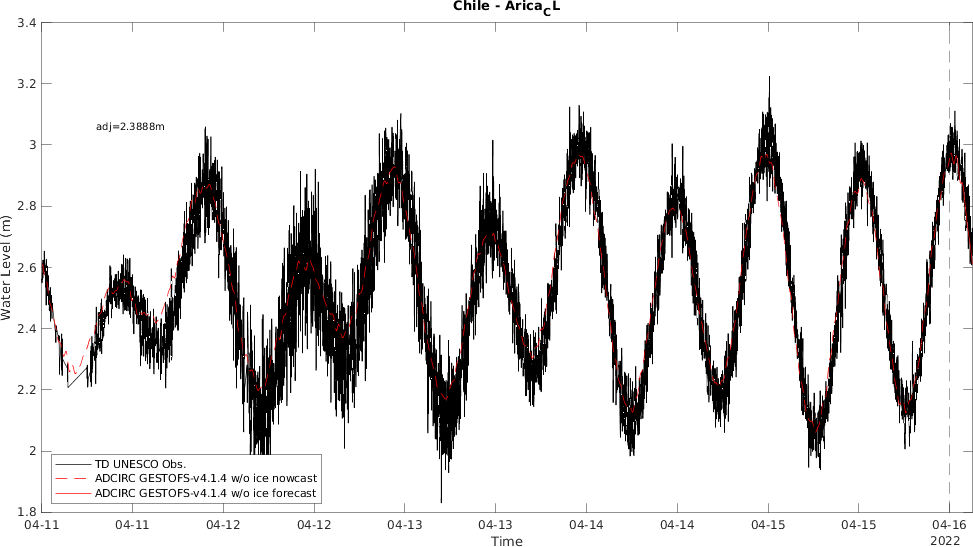 Chile - Arica_CL
3.4
3.2
3
2.8
2.6
2.4
2.2
2
1.8
Water Level (m)
adj=2.3888m
TD UNESCO Obs.
ADCIRC GESTOFS-v4.1.4 w/o ice nowcast
ADCIRC GESTOFS-v4.1.4 w/o ice forecast
04-11 04-11 04-12 04-12 04-13 04-13 04-14 04-14 04-15 04-15 04-16
Time 2022